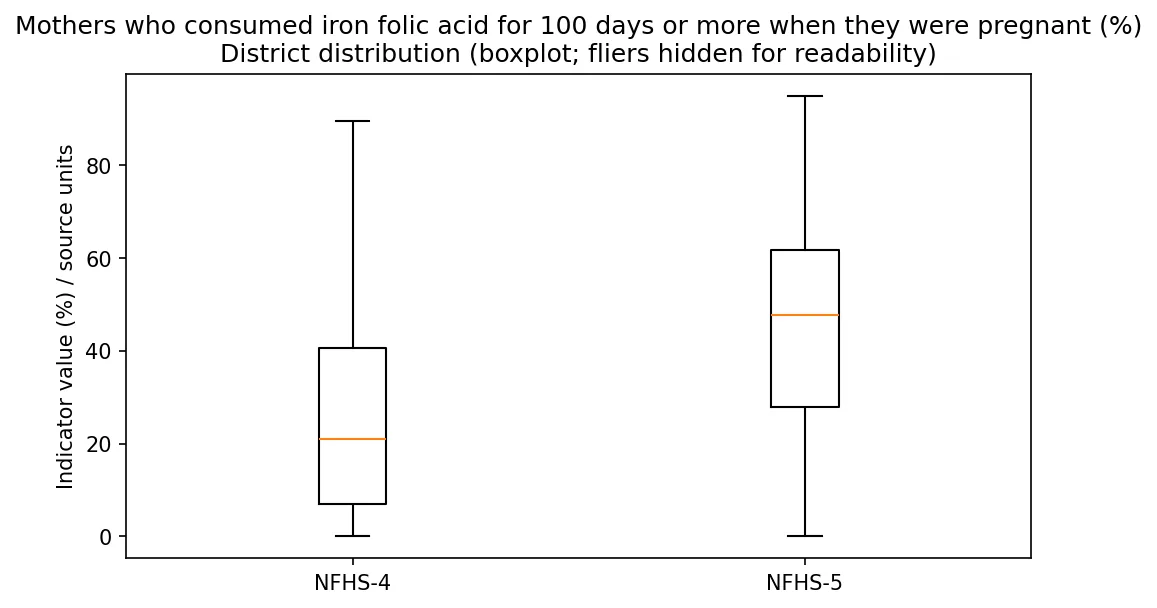 Mothers who consumed iron folic acid for 100 days or more when they were pregnant (%)
District distribution (boxplot; fliers hidden for readability)
Indicator value (%) / source units
80
60
40
20
0
NFHS-4
NFHS-5